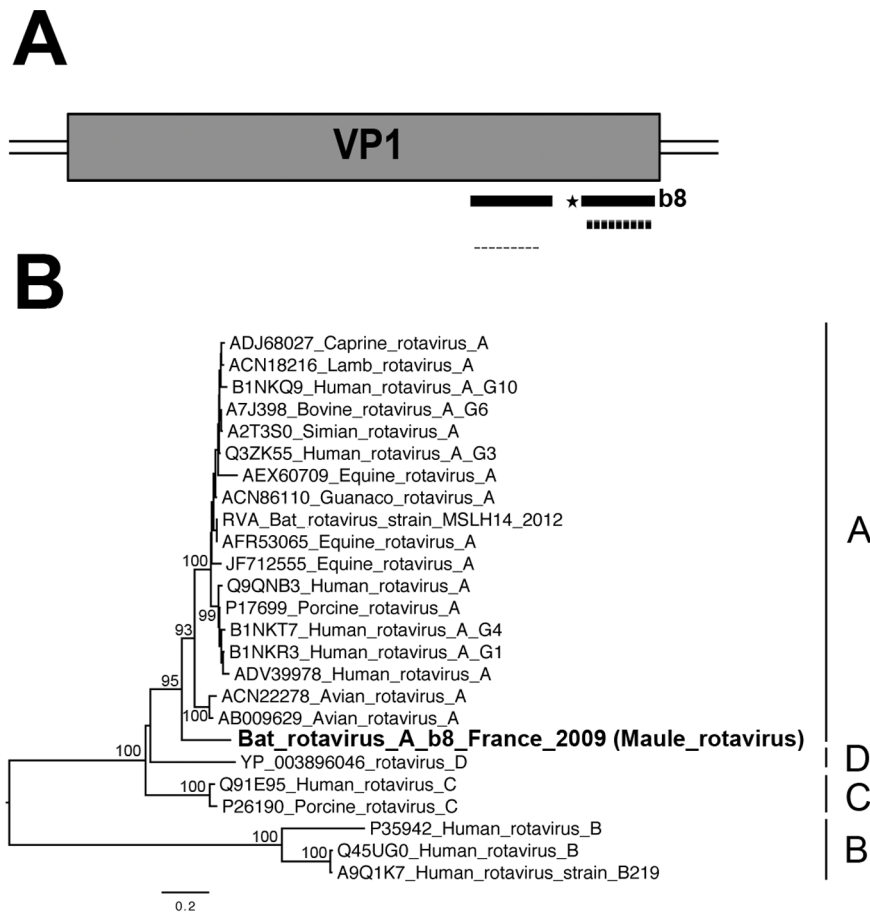 A
VP1
b8
B
ADJ68027_Caprine_rotavirus_A
ACN18216_Lamb_rotavirus_A
B1NKQ9_Human_rotavirus_A_G10
A7J398_Bovine_rotavirus_A_G6
A2T3S0_Simian_rotavirus_A
Q3ZK55_Human_rotavirus_A_G3
AEX60709_Equine_rotavirus_A
ACN86110_Guanaco_rotavirus_A
RVA_Bat_rotavirus_strain_MSLH14_2012
A
AFR53065_Equine_rotavirus_A
100
JF712555_Equine_rotavirus_A
Q9QNB3_Human_rotavirus_A
P17699_Porcine_rotavirus_A
99
93
B1NKT7_Human_rotavirus_A_G4
B1NKR3_Human_rotavirus_A_G1
ADV39978_Human_rotavirus_A
95
ACN22278_Avian_rotavirus_A
100
AB009629_Avian_rotavirus_A
Bat_rotavirus_A_b8_France_2009 (Maule_rotavirus)
100
YP_003896046_rotavirus_D
D
Q91E95_Human_rotavirus_C
100
C
P26190_Porcine_rotavirus_C
P35942_Human_rotavirus_B
100
Q45UG0_Human_rotavirus_B
100
B
A9Q1K7_Human_rotavirus_strain_B219
0.2